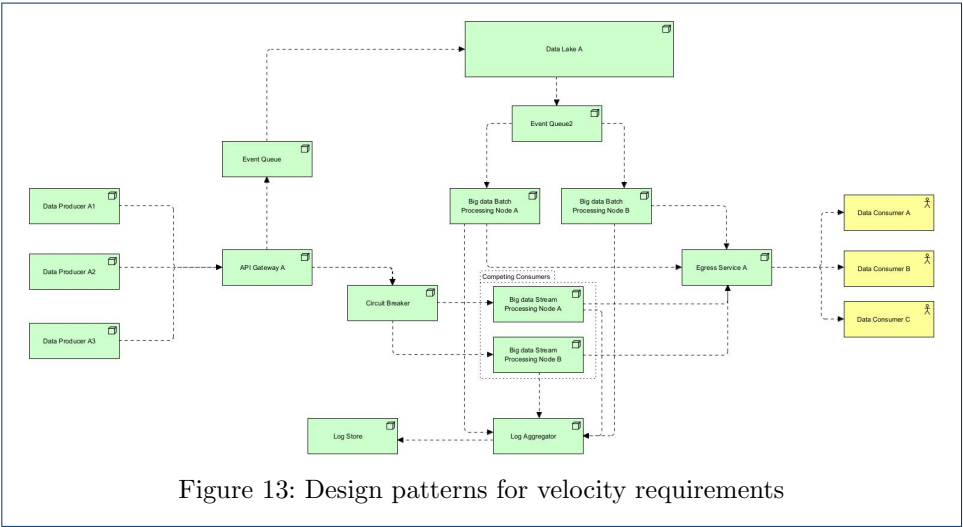 Data Lake A
Event Queue2
Event Queue
Data Producer A1
Big data Batch
Processing Node A
Big data Batch
Processing Node B
Data Consumer A
Data Producer A2
API Gateway A
Egress Service A
Data Consumer B
Competing Consumers
Circuit Breaker
Big data Stream
Processing Node A
Data Consumer C
Data Producer A3
Big data Stream
Processing Node B
Log Store
Log Aggregator
Figure 13: Design patterns for velocity requirements